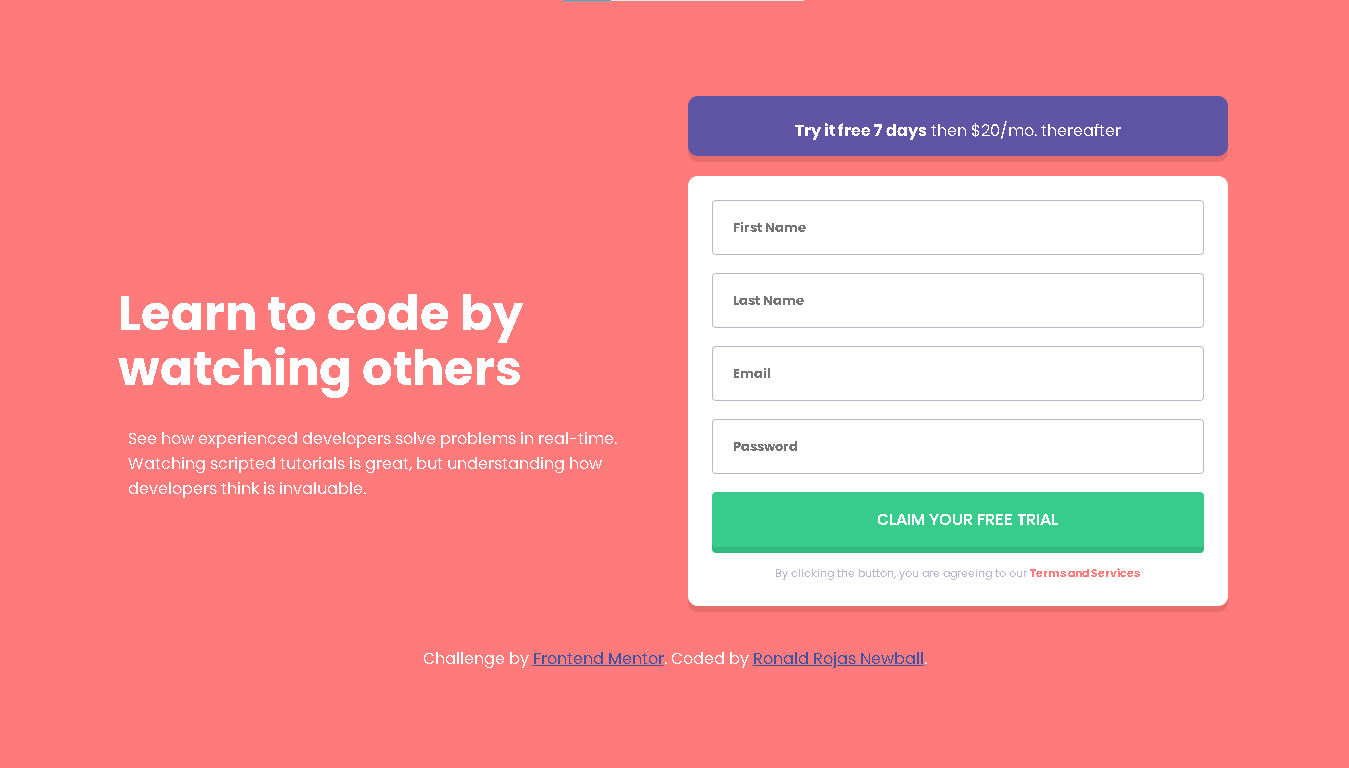 Learn to code by
watching others
See how experienced developers solve problems in real-time.
Watching scripted tutorials is great, but understanding how
developers think is invaluable.
Try it free 7 days then $20/mo. thereafter
First Name
Last Name
Email
Password
CLAIM YOUR FREE TRIAL
By clicking the button, you are agreeing to our Terms and Services
Challenge by Frontend Mentor. Coded by Ronald Rojas Newball.